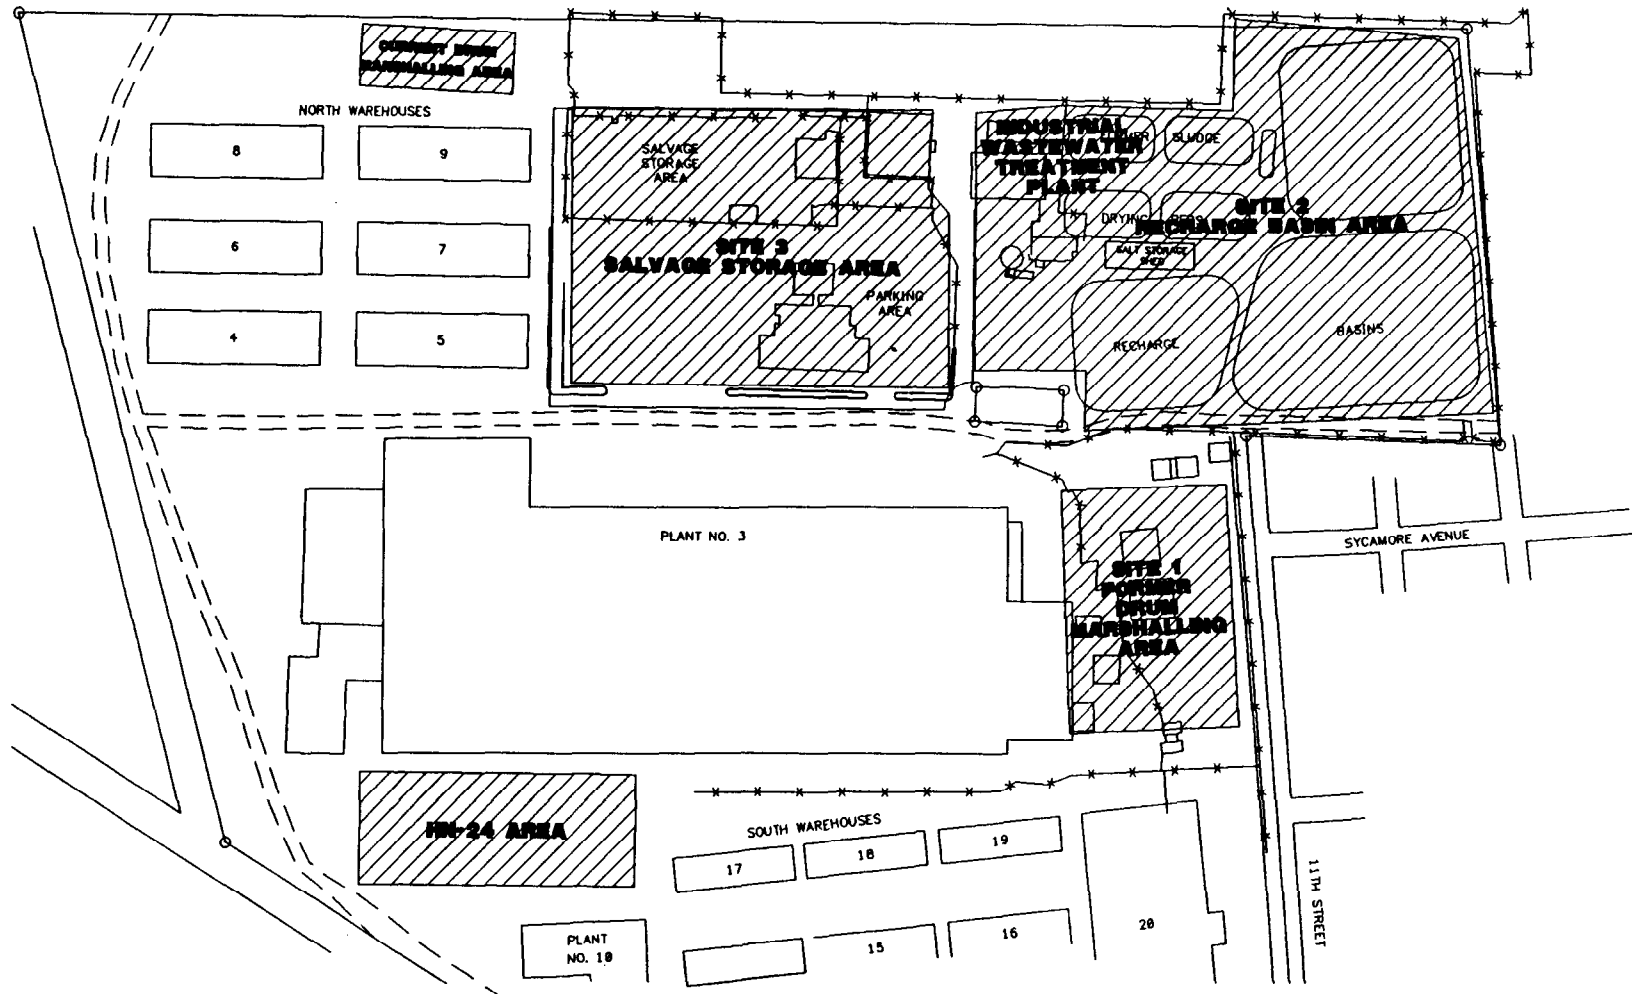 CURRENT DRUM
MARSHALLING AREA
NORTH WAREHOUSES
8
9
6
7
4
5
SALVAGE
STORAGE
AREA
SITE 3
SALVAGE STORAGE AREA
PARKING
AREA
INDUSTRIAL
WASTEWATER
TREATMENT
PLANT
SLUDGE
DRYING BEDS
SALT STORAGE
SHED
SITE 2
RECHARGE BASIN AREA
RECHARGE
BASINS
PLANT NO. 3
SYCAMORE AVENUE
SITE 1
FORMER
DRUM
MARSHALLING
AREA
HN-24 AREA
SOUTH WAREHOUSES
17
18
19
PLANT
NO. 10
15
16
20
11TH STREET